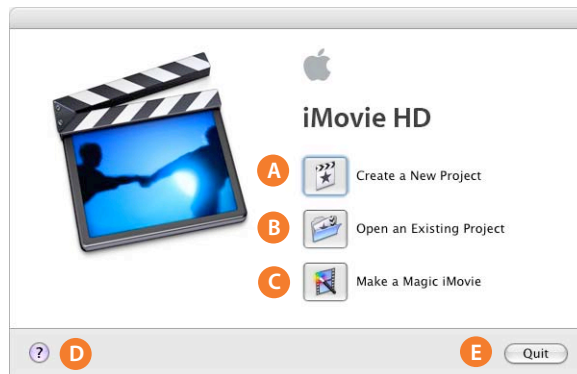 iMovie HD
A Create a New Project
B Open an Existing Project
C Make a Magic iMovie
? D E Quit